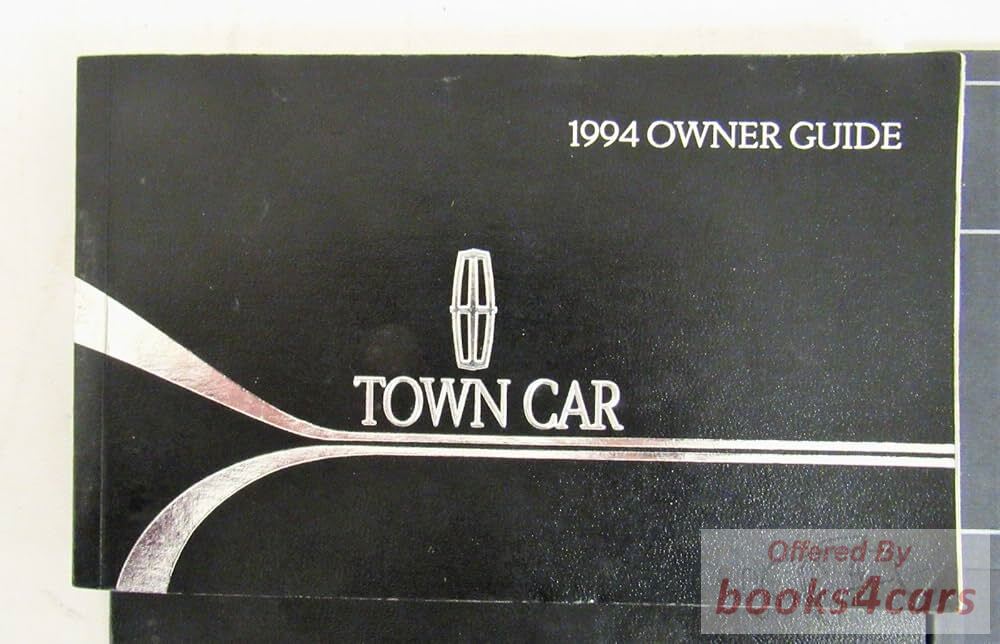 1994 OWNER GUIDE
TOWN CAR
Offered By
books4cars